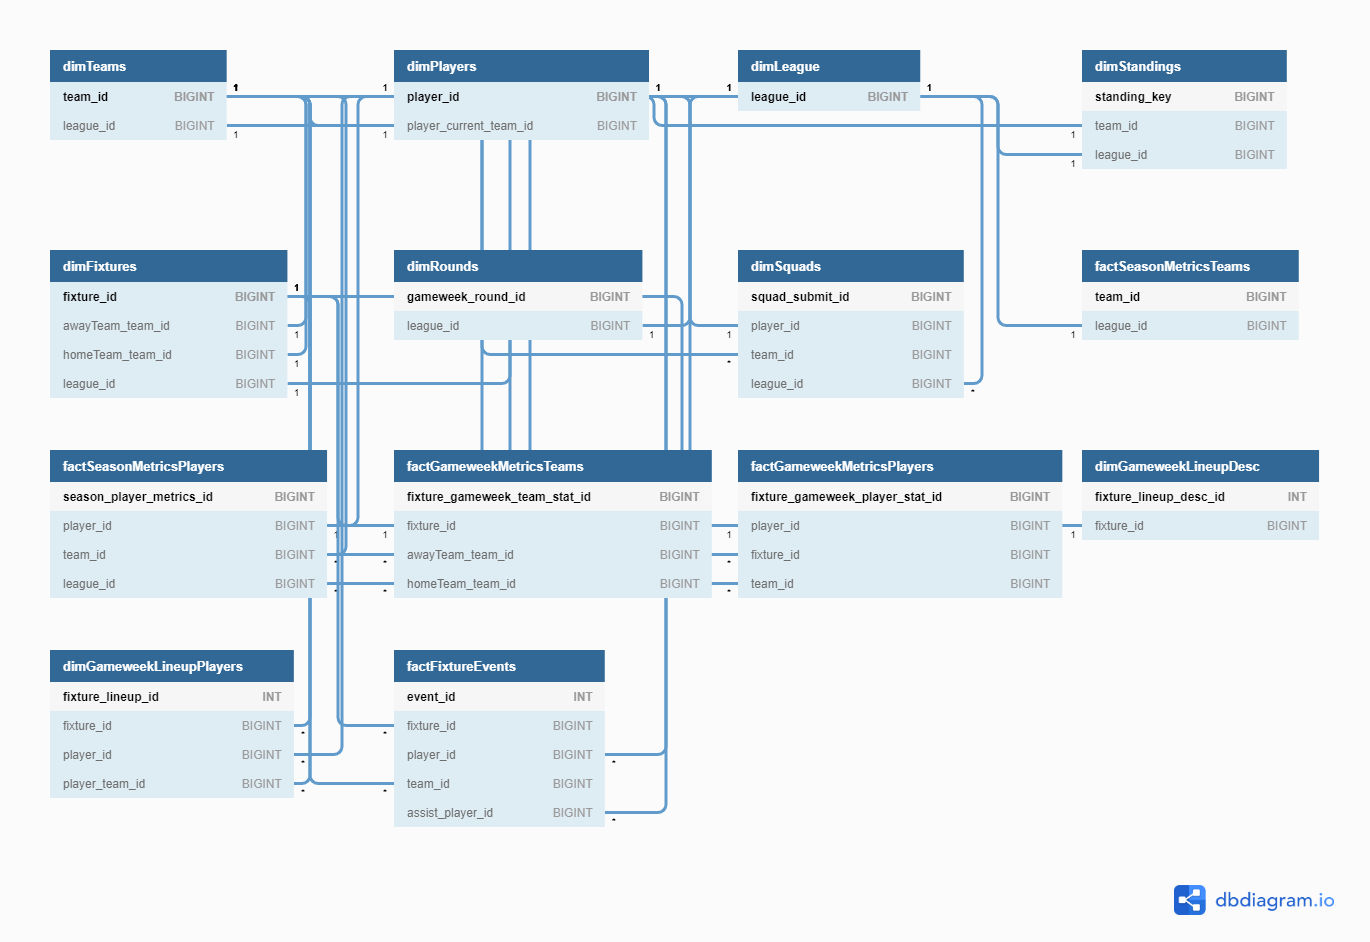 dimTeams
team_id BIGINT
league_id BIGINT
1
1
dimPlayers
player_id BIGINT
player_current_team_id BIGINT
1
1
1
dimLeague
league_id BIGINT
1
1
dimStandings
standing_key BIGINT
team_id BIGINT
league_id BIGINT
1
1
dimFixtures
fixture_id BIGINT
awayTeam_team_id BIGINT
homeTeam_team_id BIGINT
league_id BIGINT
1
1
1
1
dimRounds
gameweek_round_id BIGINT
league_id BIGINT
1
dimSquads
squad_submit_id BIGINT
player_id BIGINT
team_id BIGINT
league_id BIGINT
1
*
*
factSeasonMetricsTeams
team_id BIGINT
league_id BIGINT
1
factSeasonMetricsPlayers
season_player_metrics_id BIGINT
player_id BIGINT
team_id BIGINT
league_id BIGINT
1
*
*
factGameweekMetricsTeams
fixture_gameweek_team_stat_id BIGINT
fixture_id BIGINT
awayTeam_team_id BIGINT
homeTeam_team_id BIGINT
1
*
*
factGameweekMetricsPlayers
fixture_gameweek_player_stat_id BIGINT
player_id BIGINT
fixture_id BIGINT
team_id BIGINT
1
*
*
dimGameweekLineupDesc
fixture_lineup_desc_id INT
fixture_id BIGINT
1
dimGameweekLineupPlayers
fixture_lineup_id INT
fixture_id BIGINT
player_id BIGINT
player_team_id BIGINT
*
*
*
factFixtureEvents
event_id INT
fixture_id BIGINT
player_id BIGINT
team_id BIGINT
assist_player_id BIGINT
*
*
*
*
dbdiagram.io